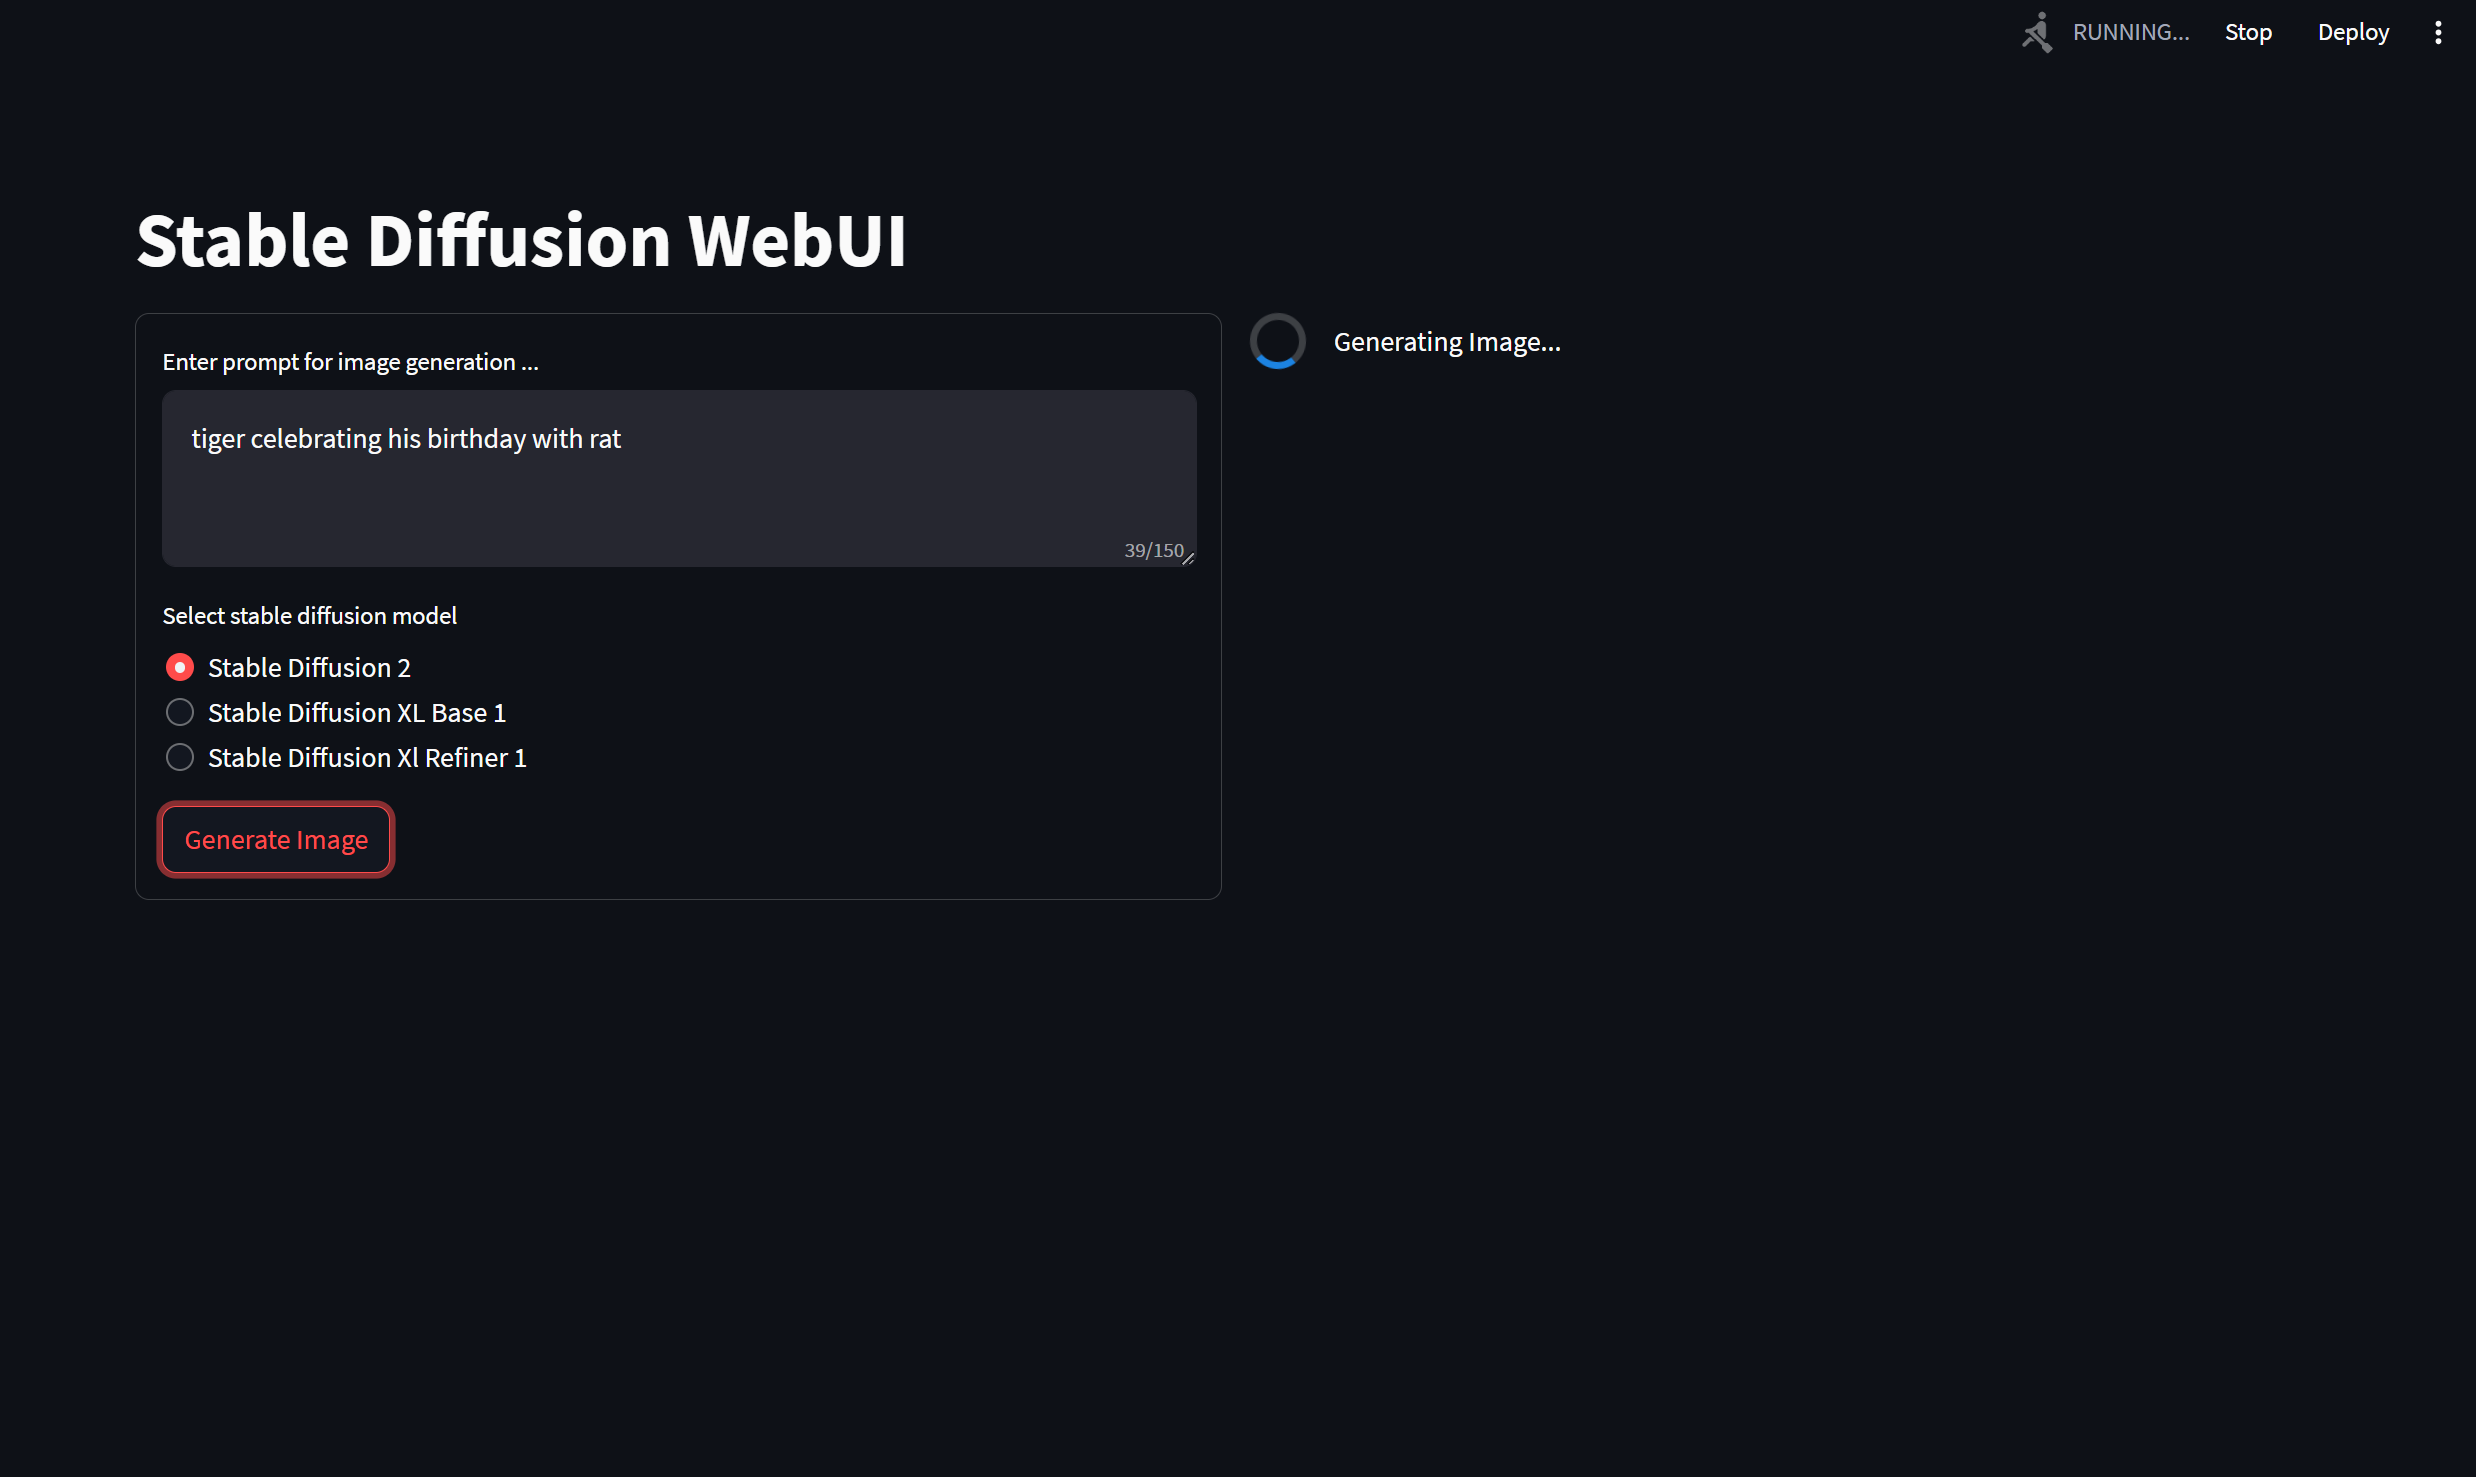 RUNNING...
Stop
Deploy
Stable Diffusion WebUI
Enter prompt for image generation ...
tiger celebrating his birthday with rat
39/150
Select stable diffusion model
Stable Diffusion 2
Stable Diffusion XL Base 1
Stable Diffusion Xl Refiner 1
Generate Image
Generating Image...